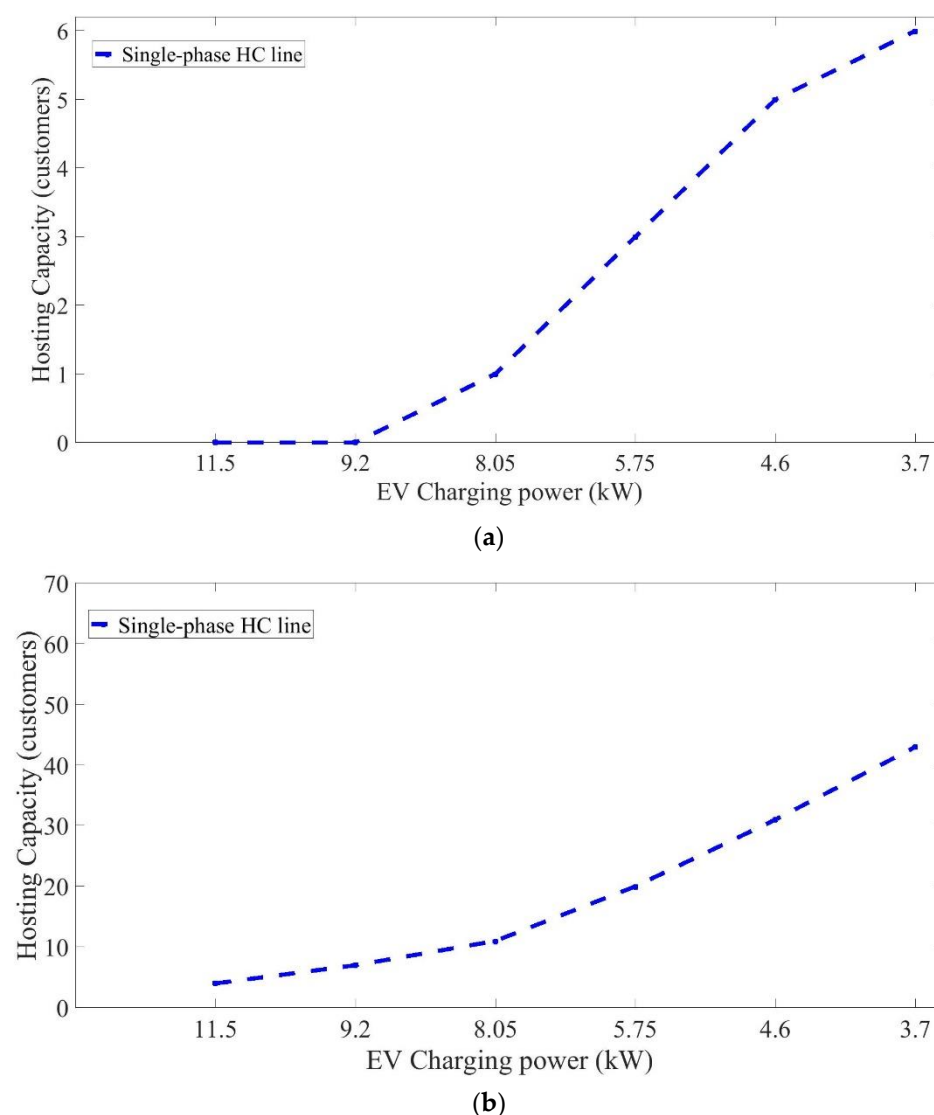 6
Single-phase HC line
5
4
3
2
1
0
Hosting Capacity (customers)
11.5 9.2 8.05 5.75 4.6 3.7
EV Charging power (kW)
(a)
70
Single-phase HC line
60
50
40
30
20
10
0
Hosting Capacity (customers)
11.5 9.2 8.05 5.75 4.6 3.7
EV Charging power (kW)
(b)